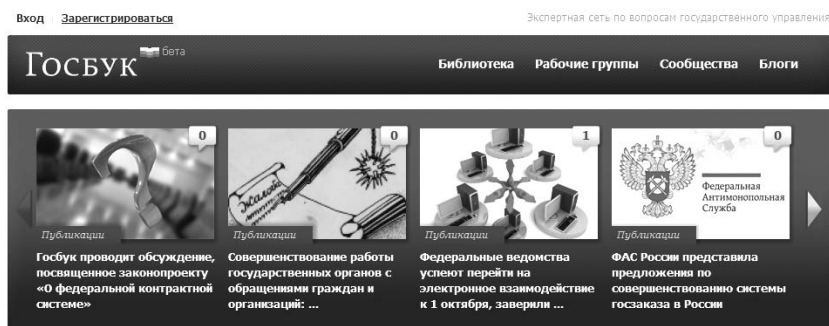 Вход Зарегистрироваться
Экспертная сеть по вопросам государственного управления
Госбук бета
Библиотека Рабочие группы Сообщества Блоги
0
Публикации
Госбук проводит обсуждение,
посвященное законопроекту
«О федеральной контрактной
системе»
0
Жалоба
Публикации
Совершенствование работы
государственных органов с
обращениями граждан и
организаций: ...
1
Публикации
Федеральные ведомства
успеют перейти на
электронное взаимодействие
к 1 октября, заверили ...
0
Федеральная
Антимонопольная
Служба
Публикации
ФАС России представила
предложения по
совершенствованию системы
госзаказа в России